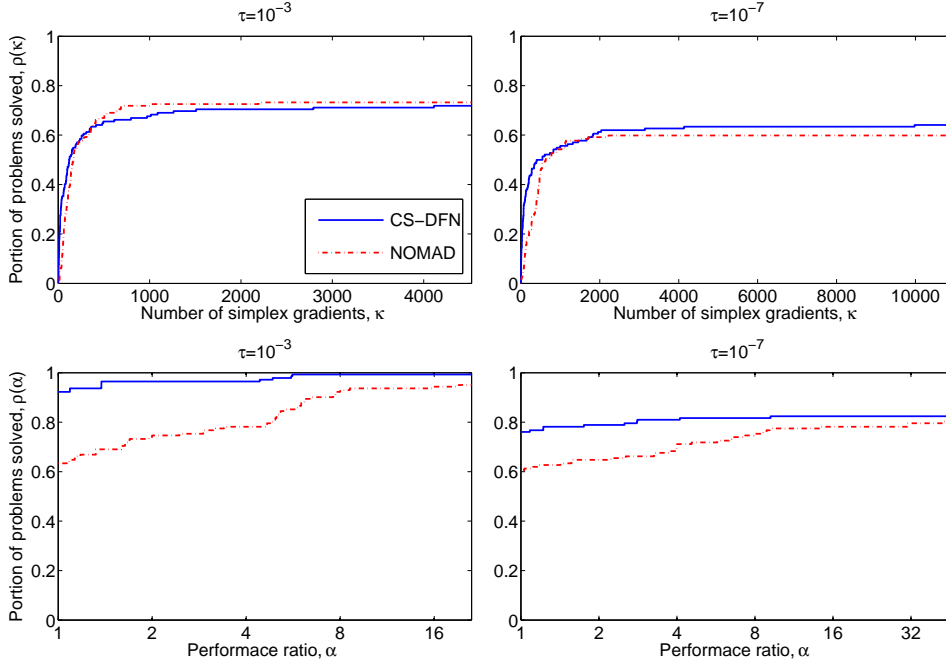 τ=10⁻³
1
0.8
0.6
0.4
0.2
0
0 1000 2000 3000 4000
Portion of problems solved, ρ(κ)
Number of simplex gradients, κ
CS−DFN
NOMAD
τ=10⁻⁷
1
0.8
0.6
0.4
0.2
0
0 2000 4000 6000 8000 10000
Number of simplex gradients, κ
τ=10⁻³
1
0.8
0.6
0.4
0.2
0
1 2 4 8 16
Portion of problems solved, ρ(α)
Performace ratio, α
τ=10⁻⁷
1
0.8
0.6
0.4
0.2
0
1 2 4 8 16 32
Performace ratio, α